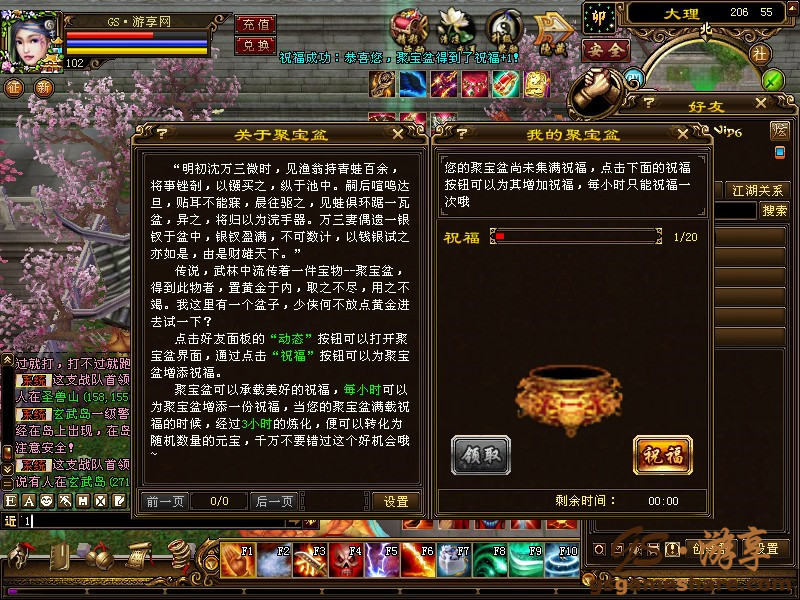 GS·游享网
102
充值
兑换
证
新
卯
安全
大理 206 55
北
社
祝福成功：恭喜您，聚宝盆得到了祝福+1!
? 好友 X
Vip6
江湖关系
搜索
? 关于聚宝盆 X
“明初沈万三微时，见渔翁持青蛙百余，
将事锉剐，以镪买之，纵于池中。嗣后喧鸣达
旦，贴耳不能寐，晨往驱之，见蛙俱环踞一瓦
盆，异之，将归以为浣手器。万三妻偶遗一银
钗于盆中，银钗盈满，不可数计，以钱银试之
亦如是，由是财雄天下。”
传说，武林中流传着一件宝物--聚宝盆，
得到此物者，置黄金于内，取之不尽，用之不
竭。我这里有一个盆子，少侠何不放点黄金进
去试一下？
点击好友面板的“动态”按钮可以打开聚
宝盆界面，通过点击“祝福”按钮可以为聚宝
盆增添祝福。
聚宝盆可以承载美好的祝福，每小时可以
为聚宝盆增添一份祝福，当您的聚宝盆满载祝
福的时候，经过3小时的炼化，便可以转化为
随机数量的元宝，千万不要错过这个好机会哦
~
前一页 0/0 后一页 设置
? 我的聚宝盆 X
您的聚宝盆尚未集满祝福，点击下面的祝福
按钮可以为其增加祝福，每小时只能祝福一
次哦
祝福 1/20
领取 祝福
剩余时间： 00:00
过就打，打不过就跑
系统 这支战队首领
人在圣兽山(158,155
系统 玄武岛一级警
经在岛上出现，在岛
注意安全!
系统 这支战队首领
说有人在玄武岛(271
近 1
F1 F2 F3 F4 F5 F6 F7 F8 F9 F10
设置
GS·游享